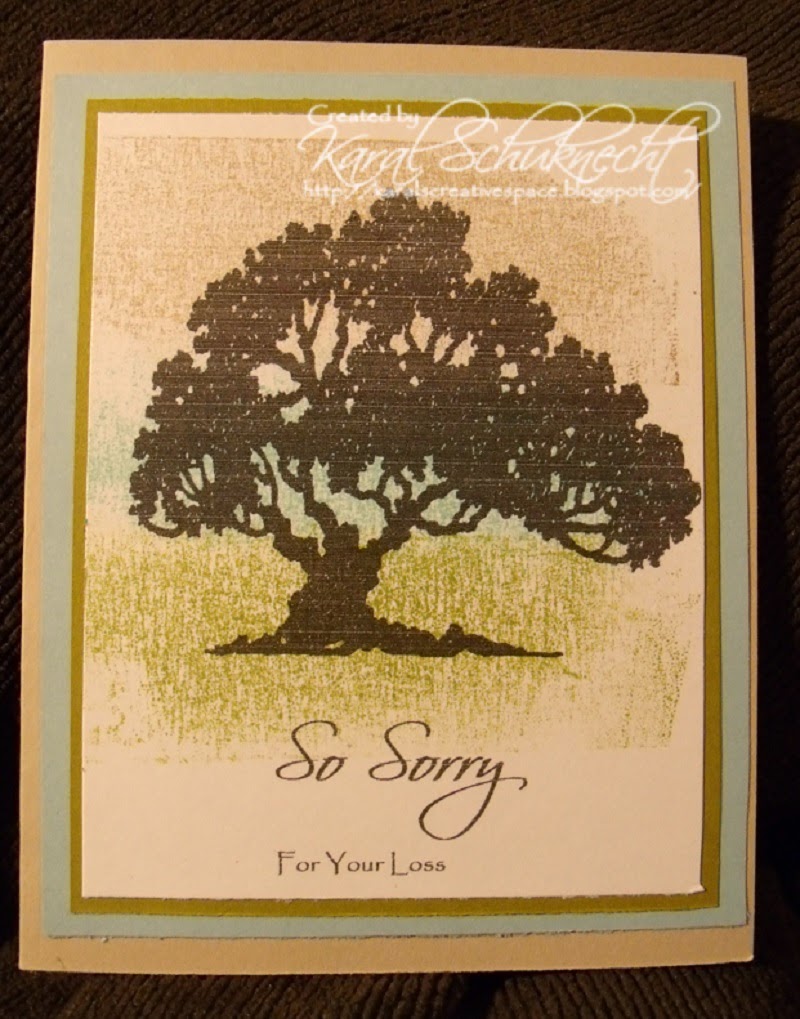 Created by
Karal Schuknecht
http://karalscreativespace.blogspot.com
So Sorry
For Your Loss